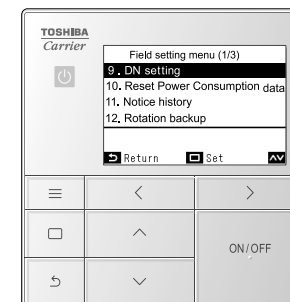 TOSHIBA
Carrier
Field setting menu (1/3)
9. DN setting
10. Reset Power Consumption data
11. Notice history
12. Rotation backup
Return Set
ON/OFF